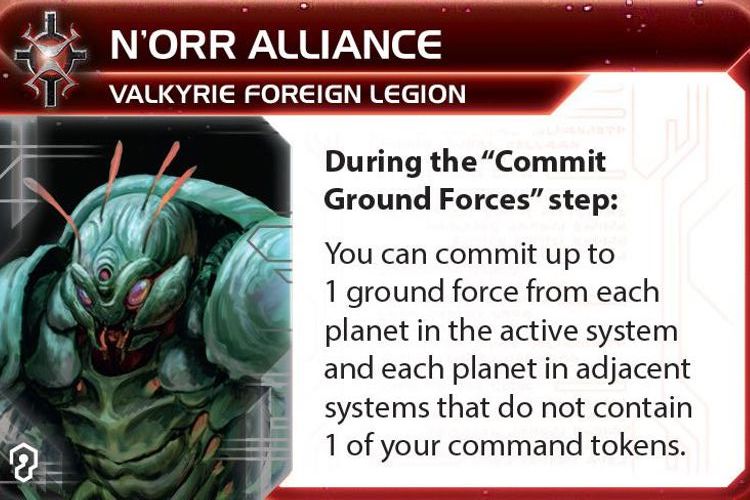 N'ORR ALLIANCE
VALKYRIE FOREIGN LEGION
During the “Commit
Ground Forces” step:
You can commit up to
1 ground force from each
planet in the active system
and each planet in adjacent
systems that do not contain
1 of your command tokens.